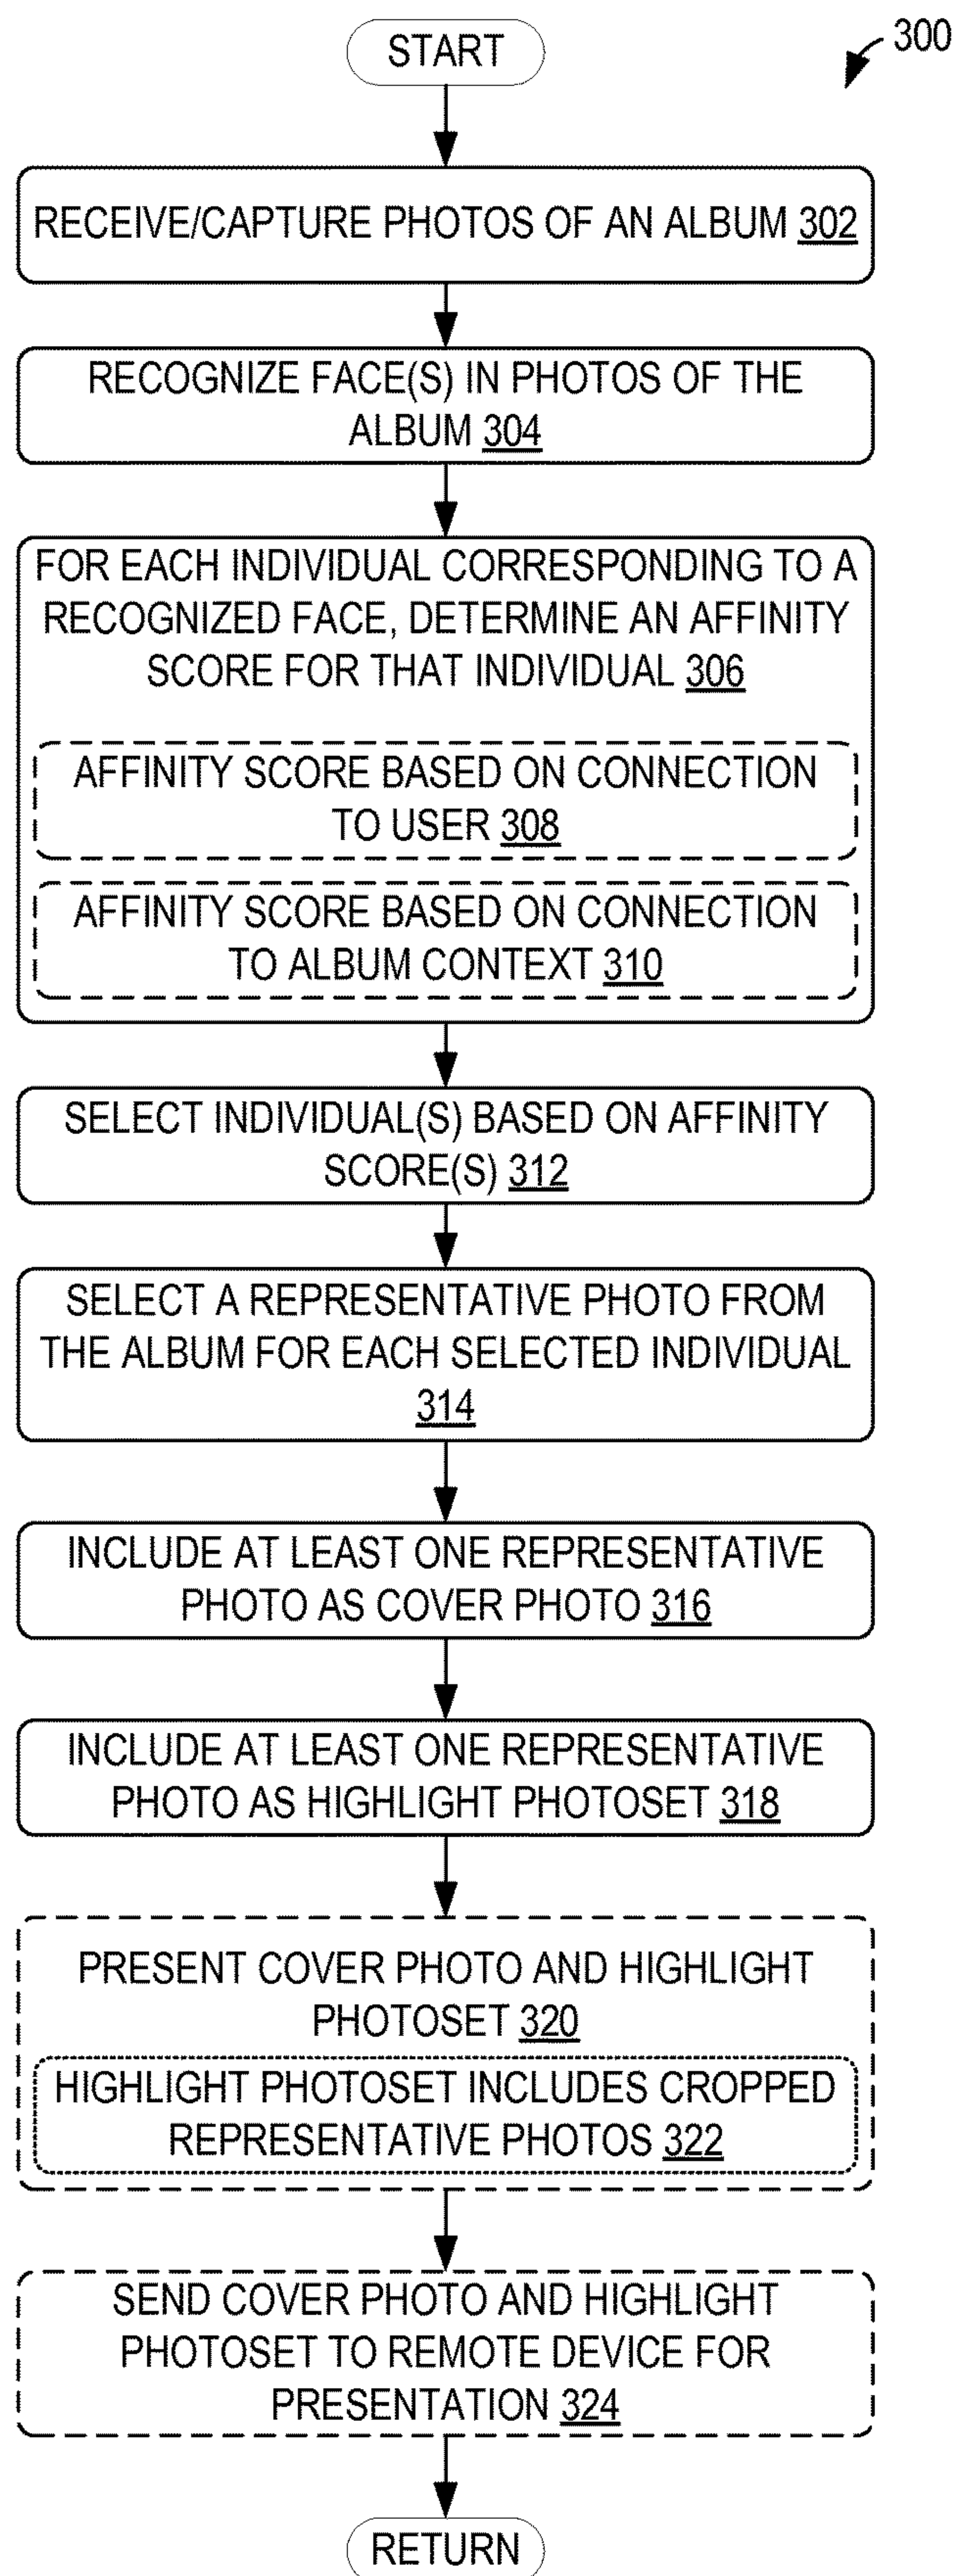 START
300
RECEIVE/CAPTURE PHOTOS OF AN ALBUM 302
RECOGNIZE FACE(S) IN PHOTOS OF THE
ALBUM 304
FOR EACH INDIVIDUAL CORRESPONDING TO A
RECOGNIZED FACE, DETERMINE AN AFFINITY
SCORE FOR THAT INDIVIDUAL 306
AFFINITY SCORE BASED ON CONNECTION
TO USER 308
AFFINITY SCORE BASED ON CONNECTION
TO ALBUM CONTEXT 310
SELECT INDIVIDUAL(S) BASED ON AFFINITY
SCORE(S) 312
SELECT A REPRESENTATIVE PHOTO FROM
THE ALBUM FOR EACH SELECTED INDIVIDUAL
314
INCLUDE AT LEAST ONE REPRESENTATIVE
PHOTO AS COVER PHOTO 316
INCLUDE AT LEAST ONE REPRESENTATIVE
PHOTO AS HIGHLIGHT PHOTOSET 318
PRESENT COVER PHOTO AND HIGHLIGHT
PHOTOSET 320
HIGHLIGHT PHOTOSET INCLUDES CROPPED
REPRESENTATIVE PHOTOS 322
SEND COVER PHOTO AND HIGHLIGHT
PHOTOSET TO REMOTE DEVICE FOR
PRESENTATION 324
RETURN